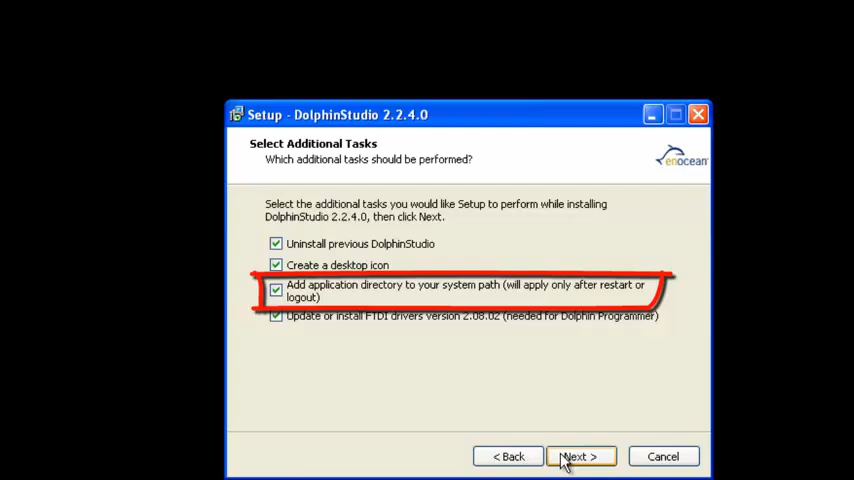 Setup - DolphinStudio 2.2.4.0
Select Additional Tasks
Which additional tasks should be performed?
enocean
Select the additional tasks you would like Setup to perform while installing
DolphinStudio 2.2.4.0, then click Next.
Uninstall previous DolphinStudio
Create a desktop icon
Add application directory to your system path (will apply only after restart or
logout)
Update or install FTDI drivers version 2.08.02 (needed for Dolphin Programmer)
< Back
Next >
Cancel